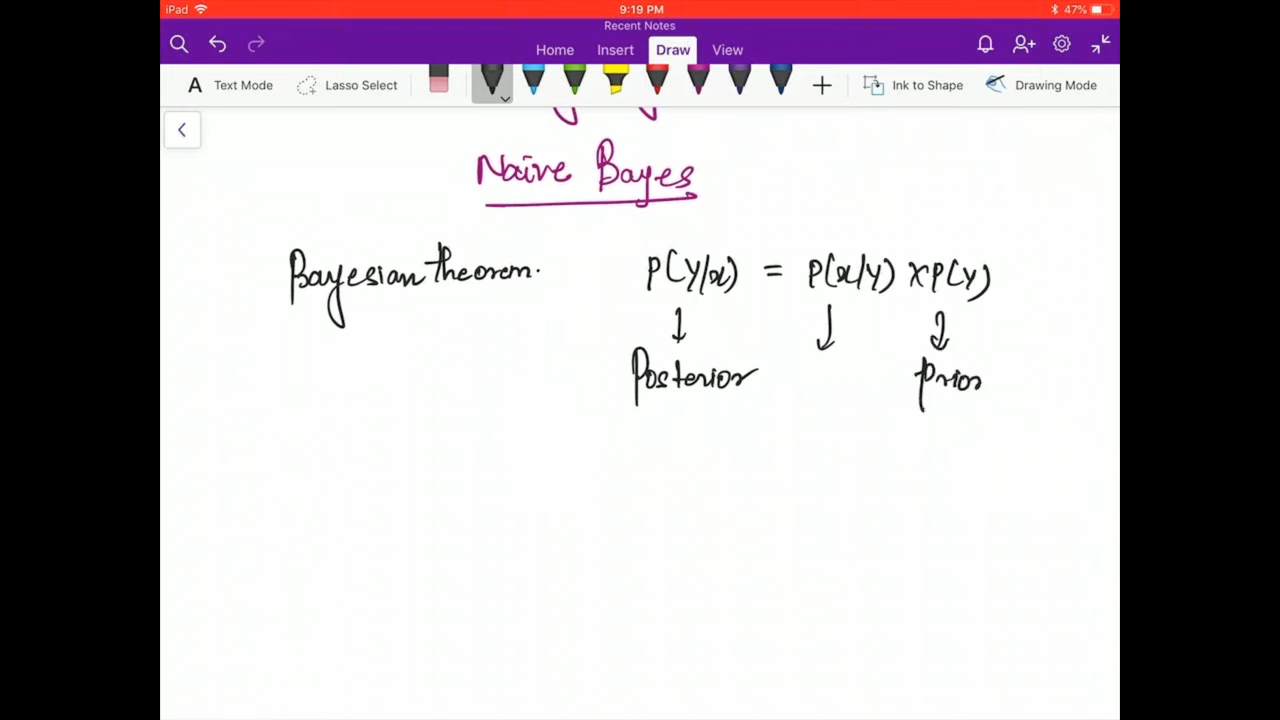 iPad 9:19 PM 47%
Recent Notes
Home Insert Draw View
A Text Mode Lasso Select + Ink to Shape Drawing Mode
Naive Bayes
Bayesian theorem. P(Y/x) = P(x/Y) x P(Y)
Posterior Prior